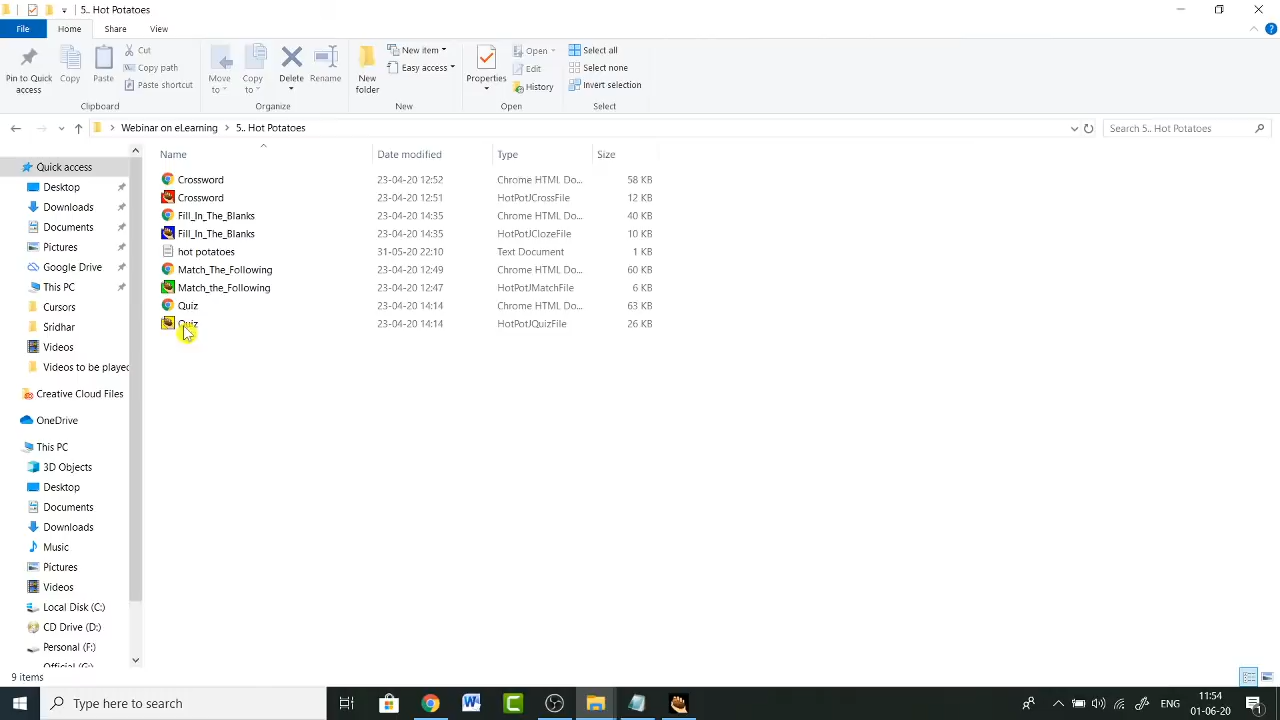 5.. Hot Potatoes
File Home Share View
Pin to Quick access
Copy
Paste
Cut
Copy path
Paste shortcut
Move to
Copy to
Delete
Rename
New folder
New item
Easy access
Properties
Open
Edit
History
Select all
Select none
Invert selection
Clipboard Organize New Open Select
Webinar on eLearning > 5.. Hot Potatoes
Search 5.. Hot Potatoes
Name Date modified Type Size
Crossword 23-04-20 12:52 Chrome HTML Do... 58 KB
Crossword 23-04-20 12:51 HotPotJCrossFile 12 KB
Fill_In_The_Blanks 23-04-20 14:35 Chrome HTML Do... 40 KB
Fill_In_The_Blanks 23-04-20 14:35 HotPotJClozeFile 10 KB
hot potatoes 31-05-20 22:10 Text Document 1 KB
Match_The_Following 23-04-20 12:49 Chrome HTML Do... 60 KB
Match_the_Following 23-04-20 12:47 HotPotJMatchFile 6 KB
Quiz 23-04-20 14:14 Chrome HTML Do... 63 KB
Quiz 23-04-20 14:14 HotPotJQuizFile 26 KB
Quick access
Desktop
Downloads
Documents
Pictures
Google Drive
This PC
Cursors
Sridhar
Videos
Videos to be played
Creative Cloud Files
OneDrive
This PC
3D Objects
Desktop
Documents
Downloads
Music
Pictures
Videos
Local Disk (C:)
CD Drive (D:)
Personal (F:)
Official (G:)
9 items
Type here to search
ENG
11:54
01-06-20